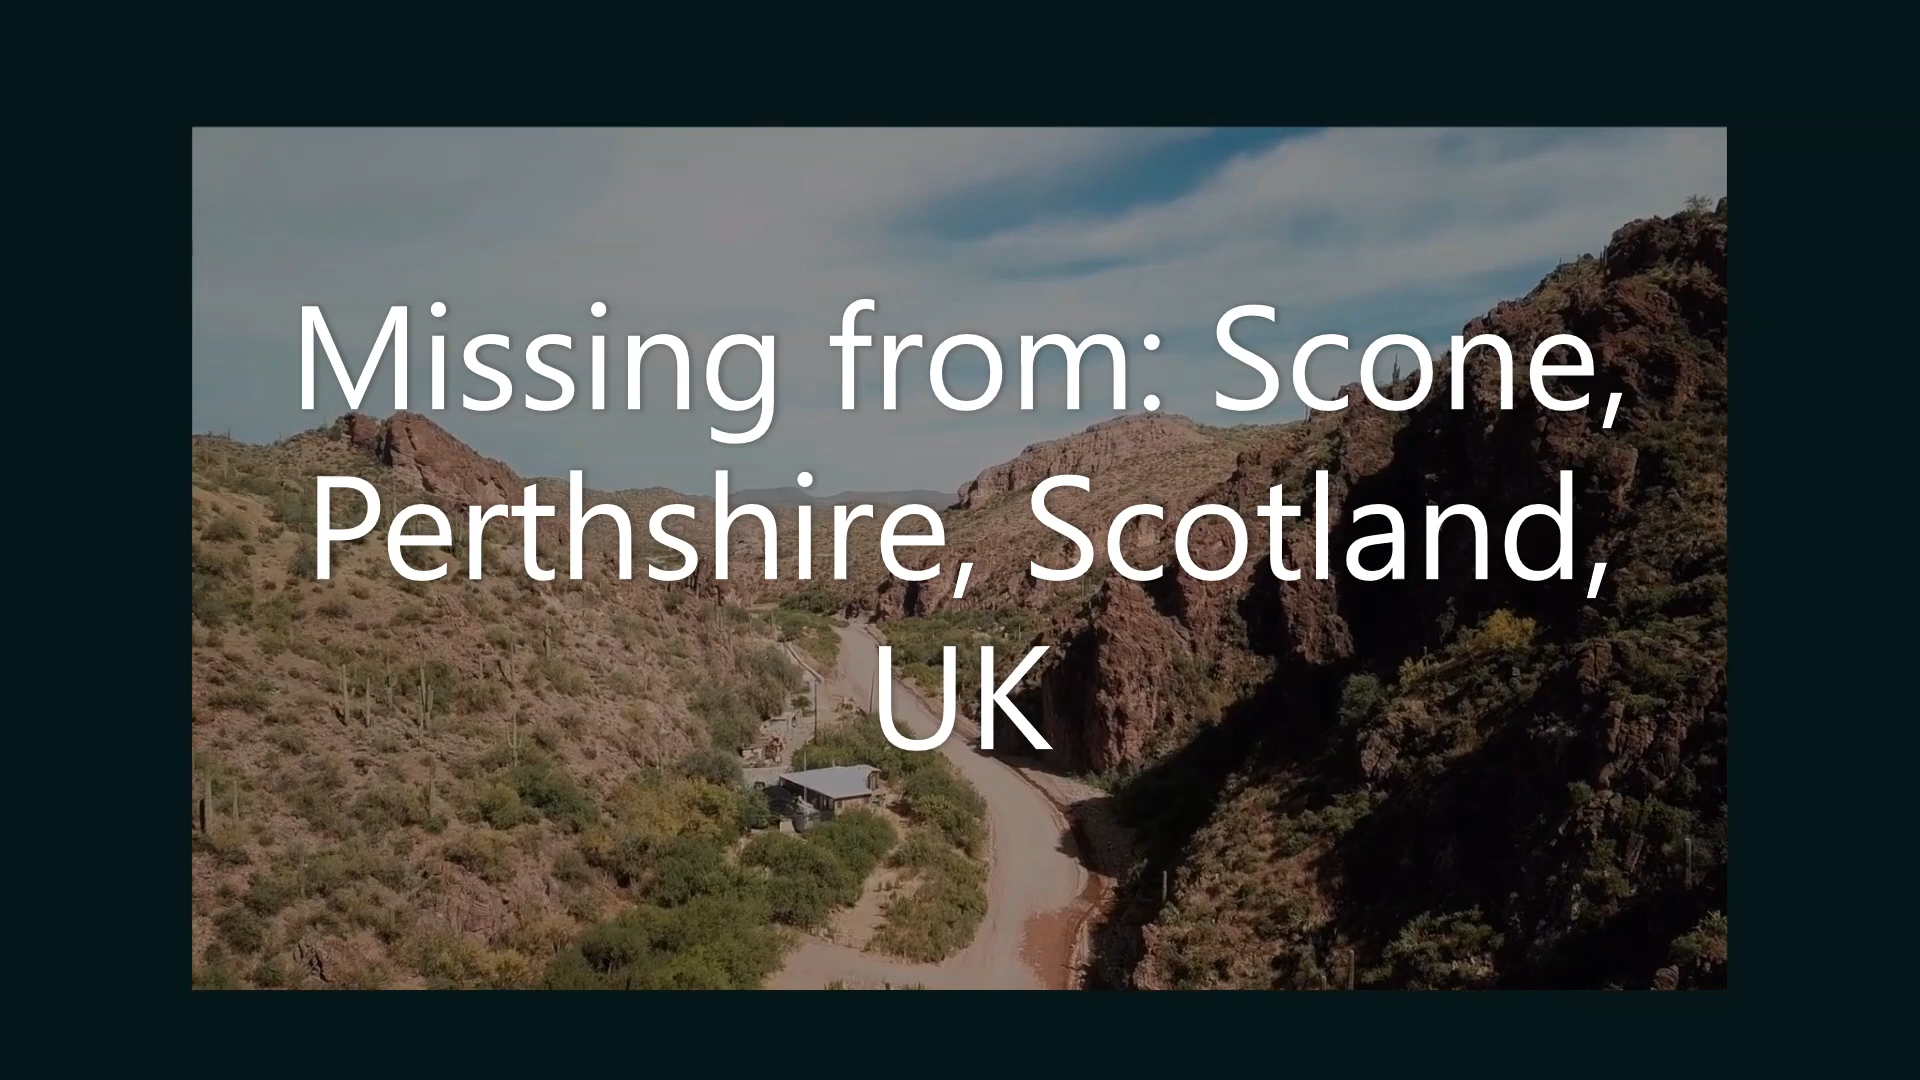 Missing from: Scone,
Perthshire, Scotland,
UK